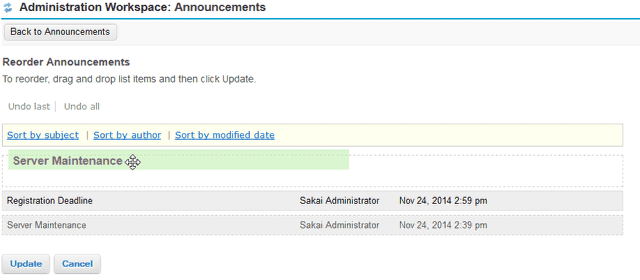 Administration Workspace: Announcements
Back to Announcements
Reorder Announcements
To reorder, drag and drop list items and then click Update.
Undo last | Undo all
Sort by subject | Sort by author | Sort by modified date
Server Maintenance
Registration Deadline Sakai Administrator Nov 24, 2014 2:59 pm
Server Maintenance Sakai Administrator Nov 24, 2014 2:39 pm
Update Cancel